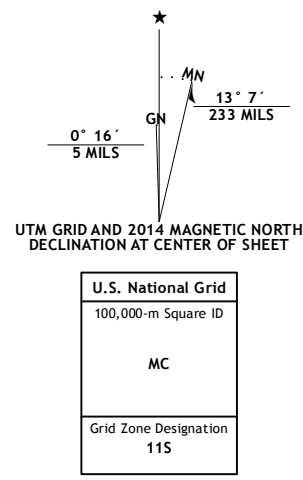 ★
MN
GN
13° 7´
233 MILS
0° 16´
5 MILS
UTM GRID AND 2014 MAGNETIC NORTH
DECLINATION AT CENTER OF SHEET
U.S. National Grid
100,000-m Square ID
MC
Grid Zone Designation
11S